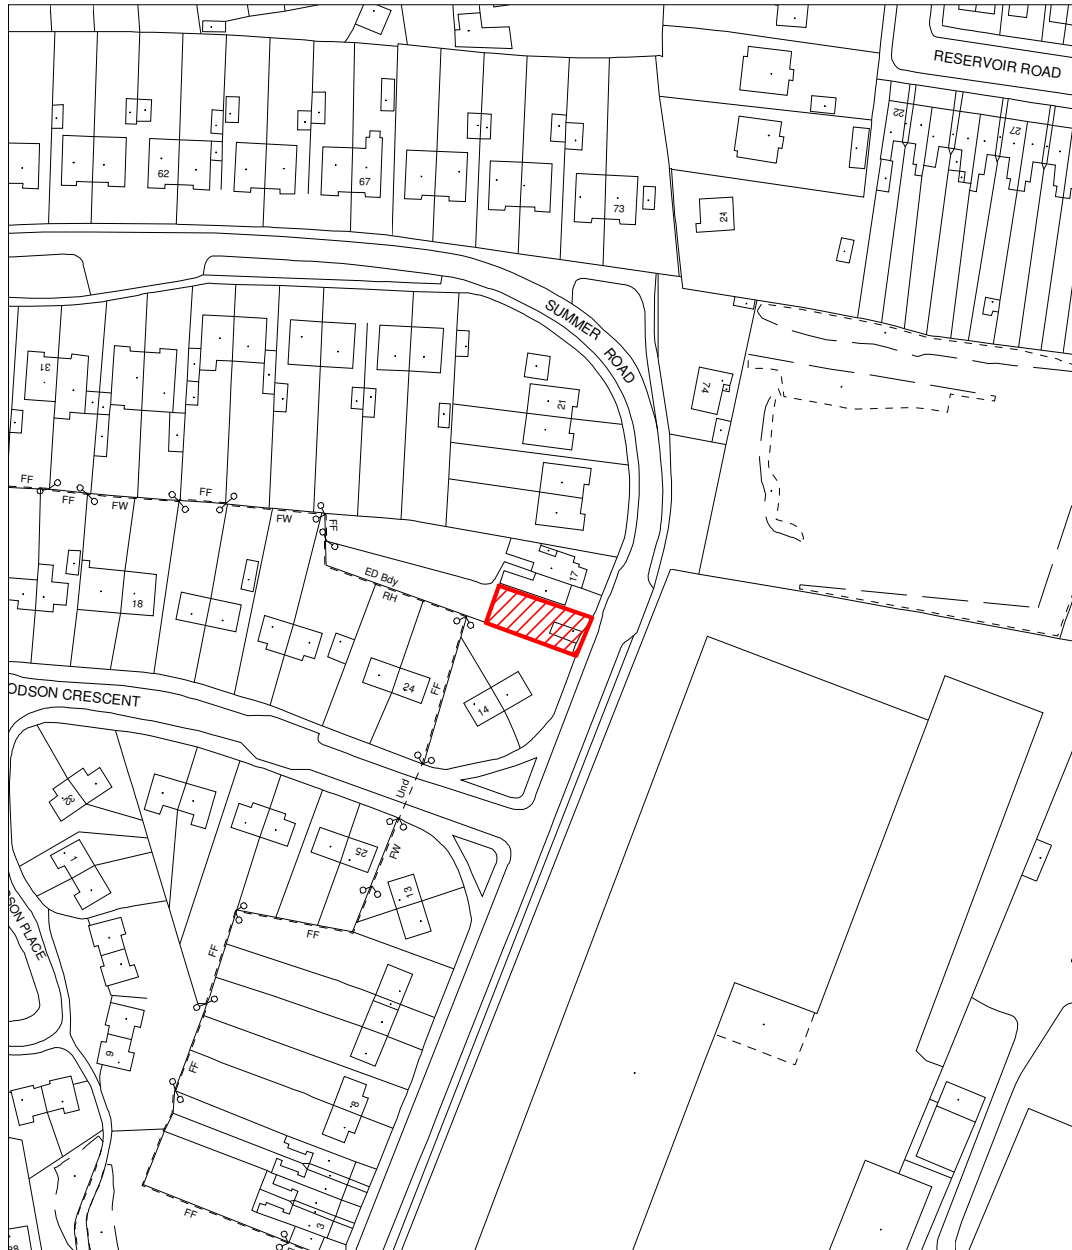 RESERVOIR ROAD
22
27
62
67
73
21
SUMMER ROAD
31
74
21
FF
FF
FW
FF
FW
FF
17
ED Bdy
RH
18
24
FF
14
ODSON CRESCENT
Und
32
25
FW
1
13
FF
FF
SON PLACE
9
FF
8
3
FF